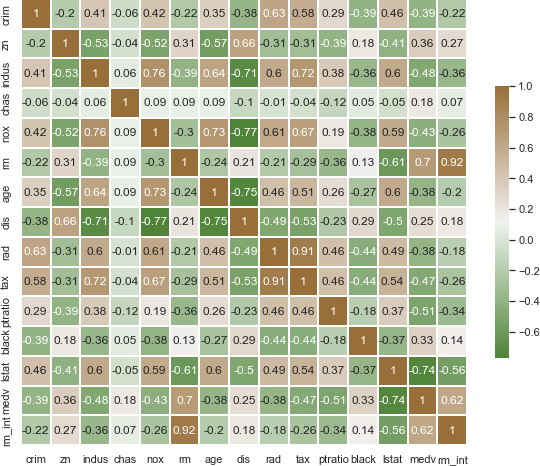 crim 1 -0.2 0.41 -0.06 0.42 -0.22 0.35 -0.38 0.63 0.58 0.29 -0.39 0.46 -0.39 -0.22
zn -0.2 1 -0.53 -0.04 -0.52 0.31 -0.57 0.66 -0.31 -0.31 -0.39 0.18 -0.41 0.36 0.27
indus 0.41 -0.53 1 0.06 0.76 -0.39 0.64 -0.71 0.6 0.72 0.38 -0.36 0.6 -0.48 -0.36
chas -0.06 -0.04 0.06 1 0.09 0.09 0.09 -0.1 -0.01 -0.04 -0.12 0.05 -0.05 0.18 0.07
nox 0.42 -0.52 0.76 0.09 1 -0.3 0.73 -0.77 0.61 0.67 0.19 -0.38 0.59 -0.43 -0.26
rm -0.22 0.31 -0.39 0.09 -0.3 1 -0.24 0.21 -0.21 -0.29 -0.36 0.13 -0.61 0.7 0.92
age 0.35 -0.57 0.64 0.09 0.73 -0.24 1 -0.75 0.46 0.51 0.26 -0.27 0.6 -0.38 -0.2
dis -0.38 0.66 -0.71 -0.1 -0.77 0.21 -0.75 1 -0.49 -0.53 -0.23 0.29 -0.5 0.25 0.18
rad 0.63 -0.31 0.6 -0.01 0.61 -0.21 0.46 -0.49 1 0.91 0.46 -0.44 0.49 -0.38 -0.18
tax 0.58 -0.31 0.72 -0.04 0.67 -0.29 0.51 -0.53 0.91 1 0.46 -0.44 0.54 -0.47 -0.26
ptratio 0.29 -0.39 0.38 -0.12 0.19 -0.36 0.26 -0.23 0.46 0.46 1 -0.18 0.37 -0.51 -0.34
black -0.39 0.18 -0.36 0.05 -0.38 0.13 -0.27 0.29 -0.44 -0.44 -0.18 1 -0.37 0.33 0.14
lstat 0.46 -0.41 0.6 -0.05 0.59 -0.61 0.6 -0.5 0.49 0.54 0.37 -0.37 1 -0.74 -0.56
medv -0.39 0.36 -0.48 0.18 -0.43 0.7 -0.38 0.25 -0.38 -0.47 -0.51 0.33 -0.74 1 0.62
rm_int -0.22 0.27 -0.36 0.07 -0.26 0.92 -0.2 0.18 -0.18 -0.26 -0.34 0.14 -0.56 0.62 1
crim zn indus chas nox rm age dis rad tax ptratio black lstat medv rm_int
1.0
0.8
0.6
0.4
0.2
0.0
-0.2
-0.4
-0.6